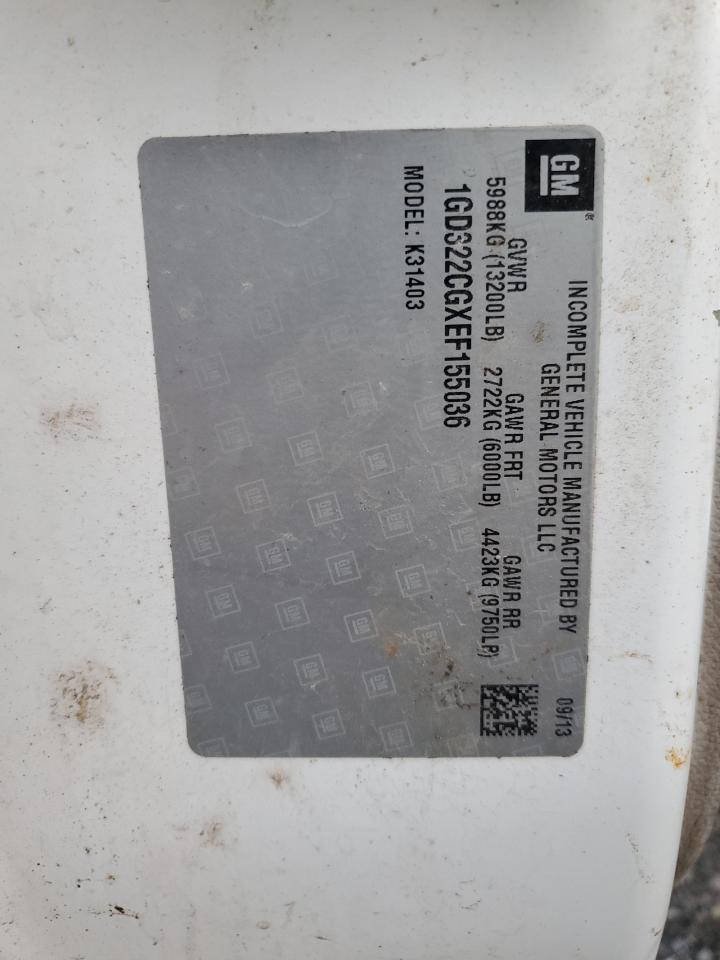 GM
INCOMPLETE VEHICLE MANUFACTURED BY 09/13
GENERAL MOTORS LLC
GVWR GAWR FRT GAWR RR
5988KG (13200LB) 2722KG (6000LB) 4423KG (9750LB)
1GD322CGXEF155036
MODEL: K31403